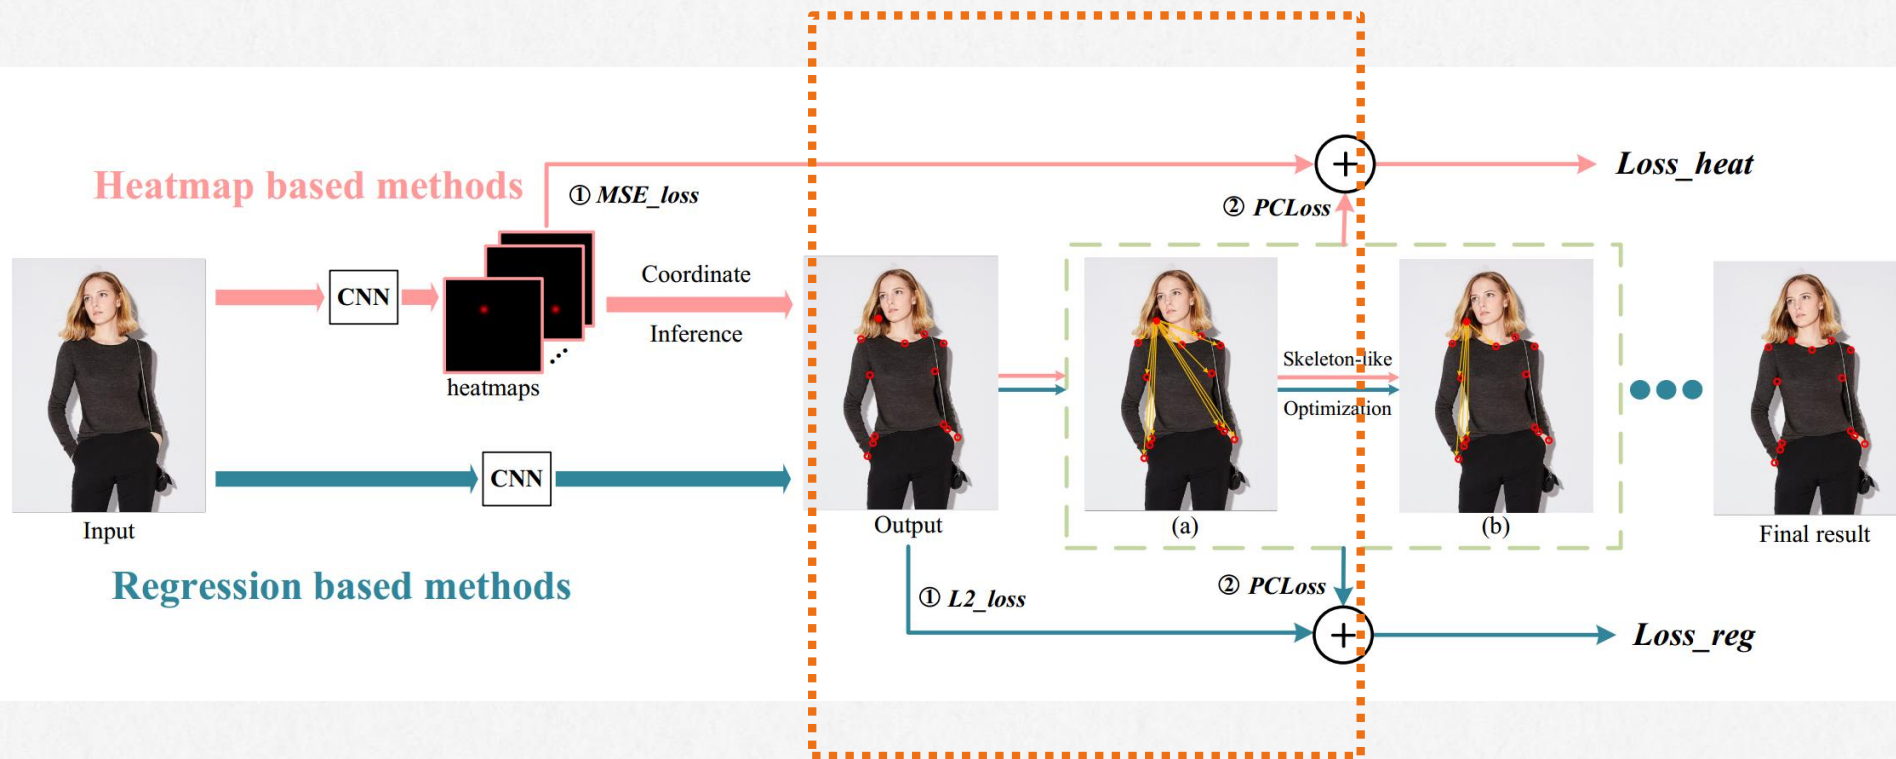 Heatmap based methods
① MSE_loss
Loss_heat
② PCLoss
CNN
Coordinate
Inference
heatmaps
Skeleton-like
Optimization
CNN
Input
Output
(a)
(b)
Final result
Regression based methods
① L2_loss
② PCLoss
Loss_reg